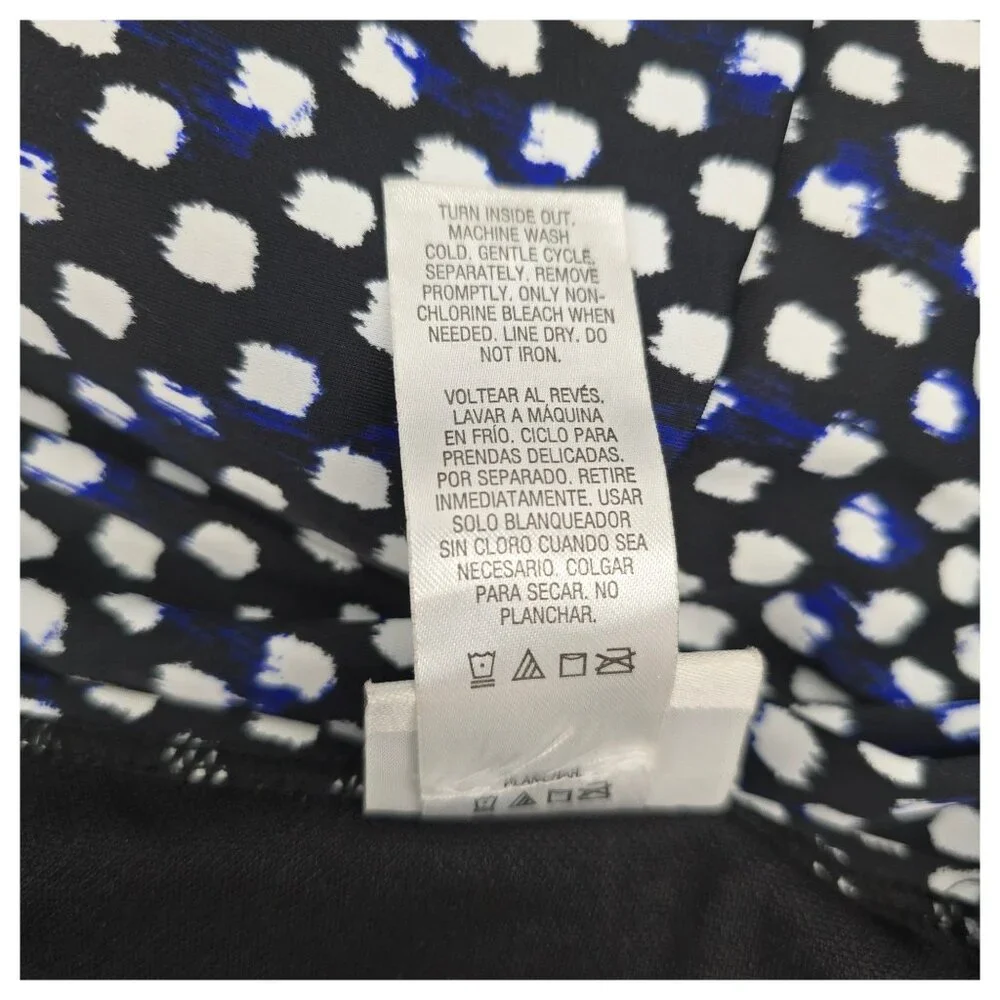 TURN INSIDE OUT.
MACHINE WASH
COLD. GENTLE CYCLE,
SEPARATELY. REMOVE
PROMPTLY. ONLY NON-
CHLORINE BLEACH WHEN
NEEDED. LINE DRY. DO
NOT IRON.
VOLTEAR AL REVÉS.
LAVAR A MÁQUINA
EN FRÍO. CICLO PARA
PRENDAS DELICADAS.
POR SEPARADO. RETIRE
INMEDIATAMENTE. USAR
SOLO BLANQUEADOR
SIN CLORO CUANDO SEA
NECESARIO. COLGAR
PARA SECAR. NO
PLANCHAR.
PLANCHAR.